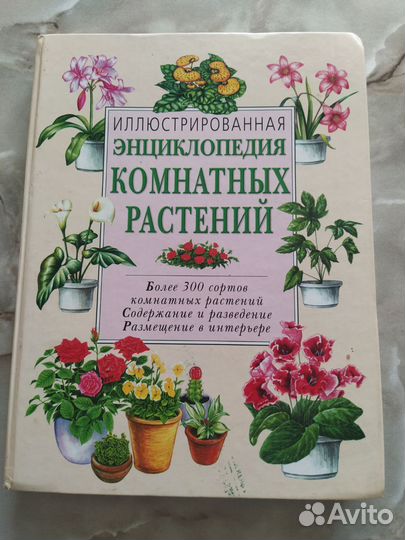 ИЛЛЮСТРИРОВАННАЯ
ЭНЦИКЛОПЕДИЯ
КОМНАТНЫХ
РАСТЕНИЙ
Более 300 сортов
комнатных растений
Содержание и разведение
Размещение в интерьере
Avito